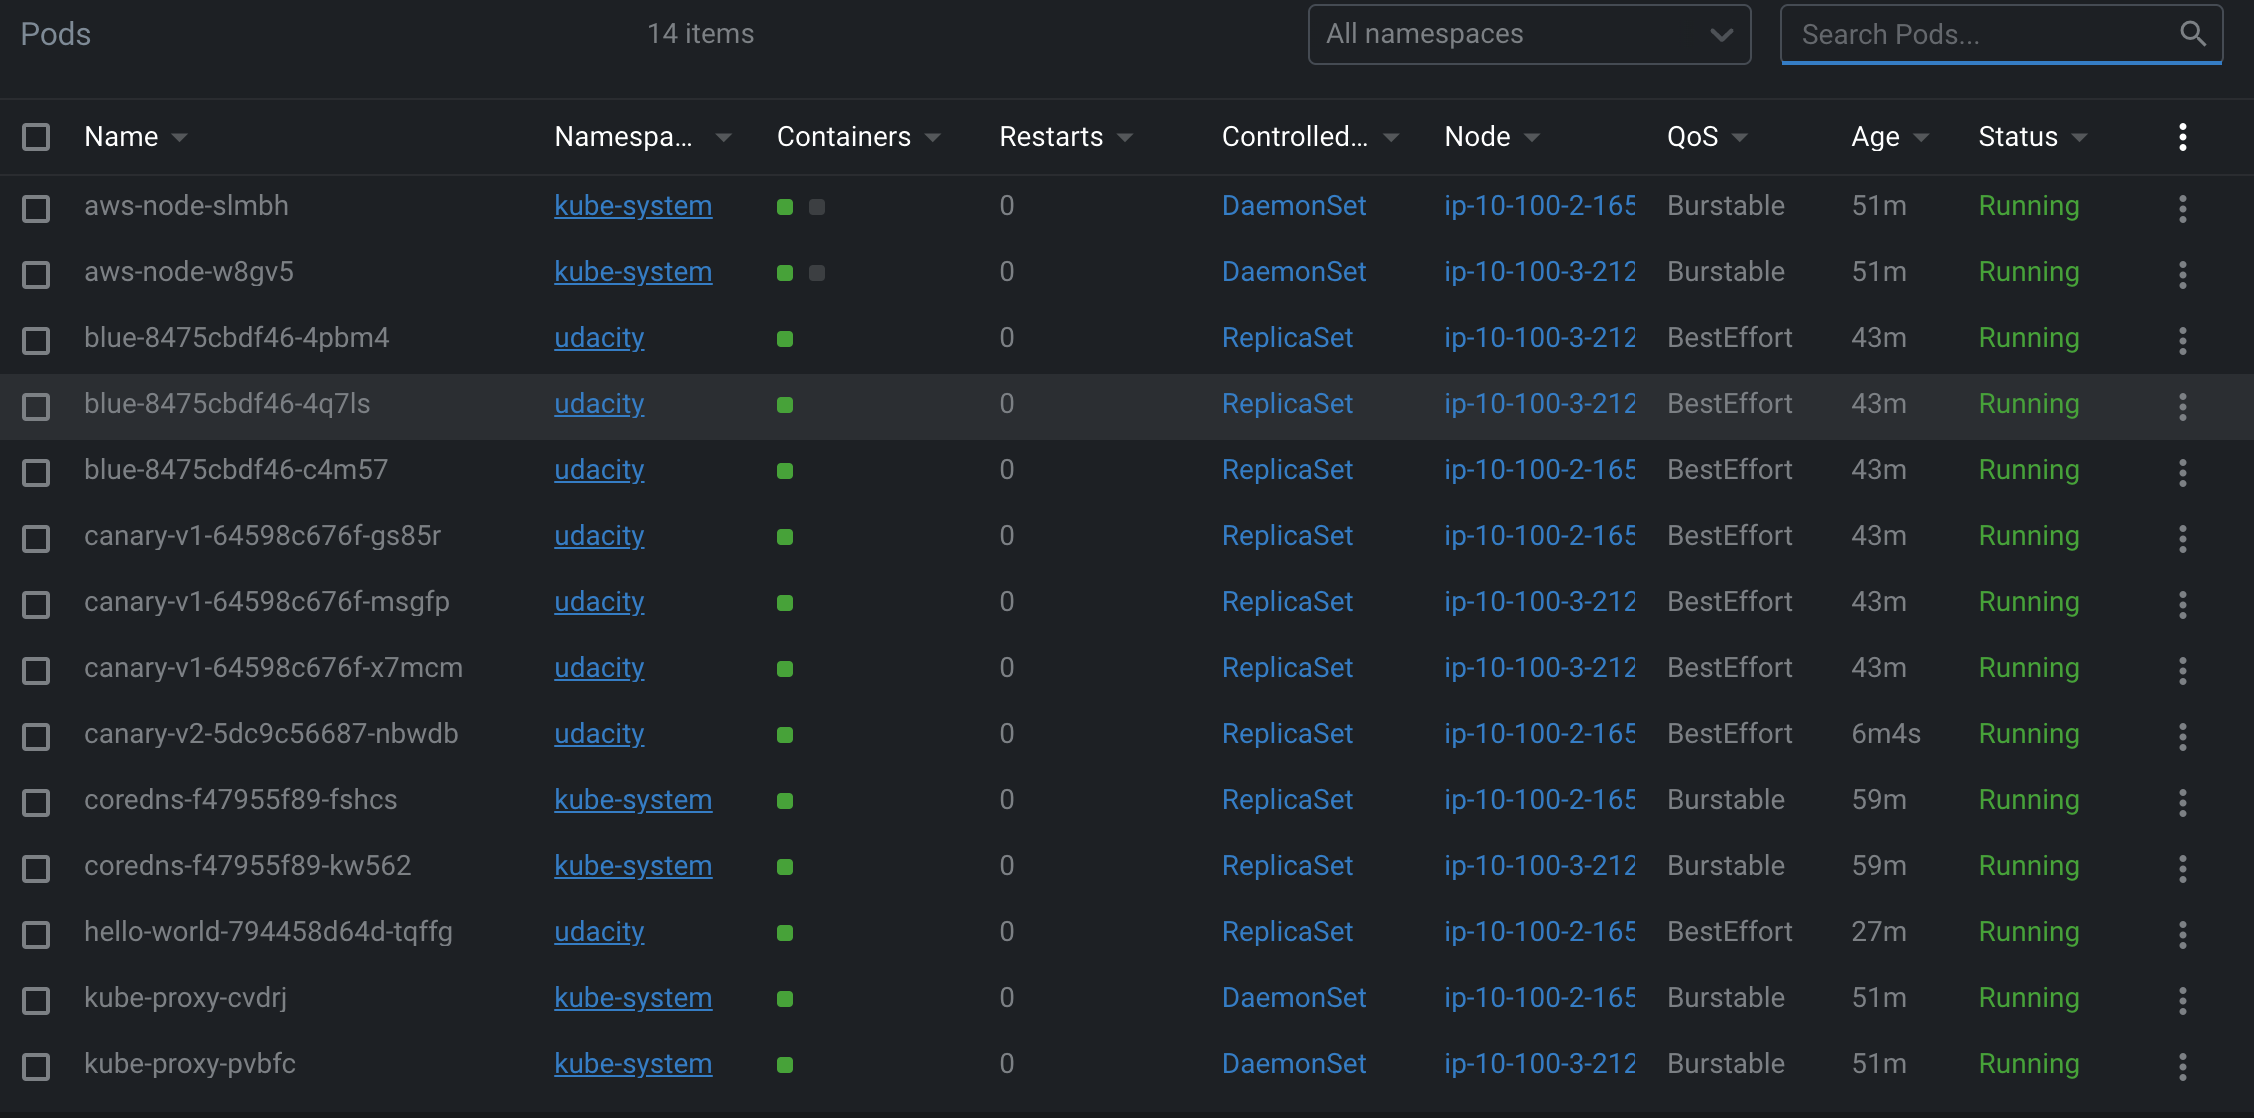 Pods 14 items All namespaces Search Pods...
Name Namespa... Containers Restarts Controlled... Node QoS Age Status
aws-node-slmbh kube-system 0 DaemonSet ip-10-100-2-165 Burstable 51m Running
aws-node-w8gv5 kube-system 0 DaemonSet ip-10-100-3-212 Burstable 51m Running
blue-8475cbdf46-4pbm4 udacity 0 ReplicaSet ip-10-100-3-212 BestEffort 43m Running
blue-8475cbdf46-4q7ls udacity 0 ReplicaSet ip-10-100-3-212 BestEffort 43m Running
blue-8475cbdf46-c4m57 udacity 0 ReplicaSet ip-10-100-2-165 BestEffort 43m Running
canary-v1-64598c676f-gs85r udacity 0 ReplicaSet ip-10-100-2-165 BestEffort 43m Running
canary-v1-64598c676f-msgfp udacity 0 ReplicaSet ip-10-100-3-212 BestEffort 43m Running
canary-v1-64598c676f-x7mcm udacity 0 ReplicaSet ip-10-100-3-212 BestEffort 43m Running
canary-v2-5dc9c56687-nbwdb udacity 0 ReplicaSet ip-10-100-2-165 BestEffort 6m4s Running
coredns-f47955f89-fshcs kube-system 0 ReplicaSet ip-10-100-2-165 Burstable 59m Running
coredns-f47955f89-kw562 kube-system 0 ReplicaSet ip-10-100-3-212 Burstable 59m Running
hello-world-794458d64d-tqffg udacity 0 ReplicaSet ip-10-100-2-165 BestEffort 27m Running
kube-proxy-cvdrj kube-system 0 DaemonSet ip-10-100-2-165 Burstable 51m Running
kube-proxy-pvbfc kube-system 0 DaemonSet ip-10-100-3-212 Burstable 51m Running